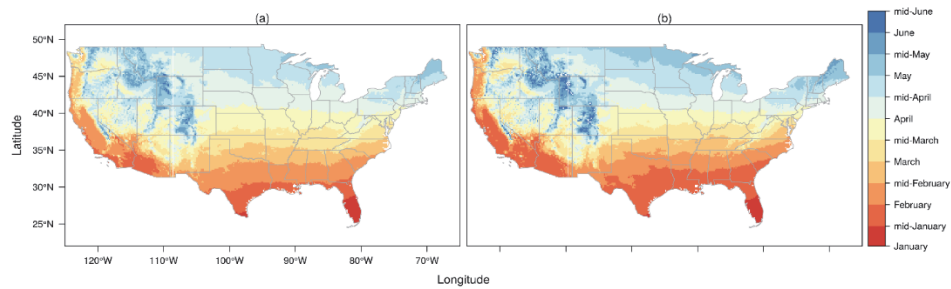 (a)
(b)
50°N
45°N
40°N
35°N
30°N
25°N
Latitude
120°W
110°W
100°W
90°W
80°W
70°W
Longitude
mid-June
June
mid-May
May
mid-April
April
mid-March
March
mid-February
February
mid-January
January